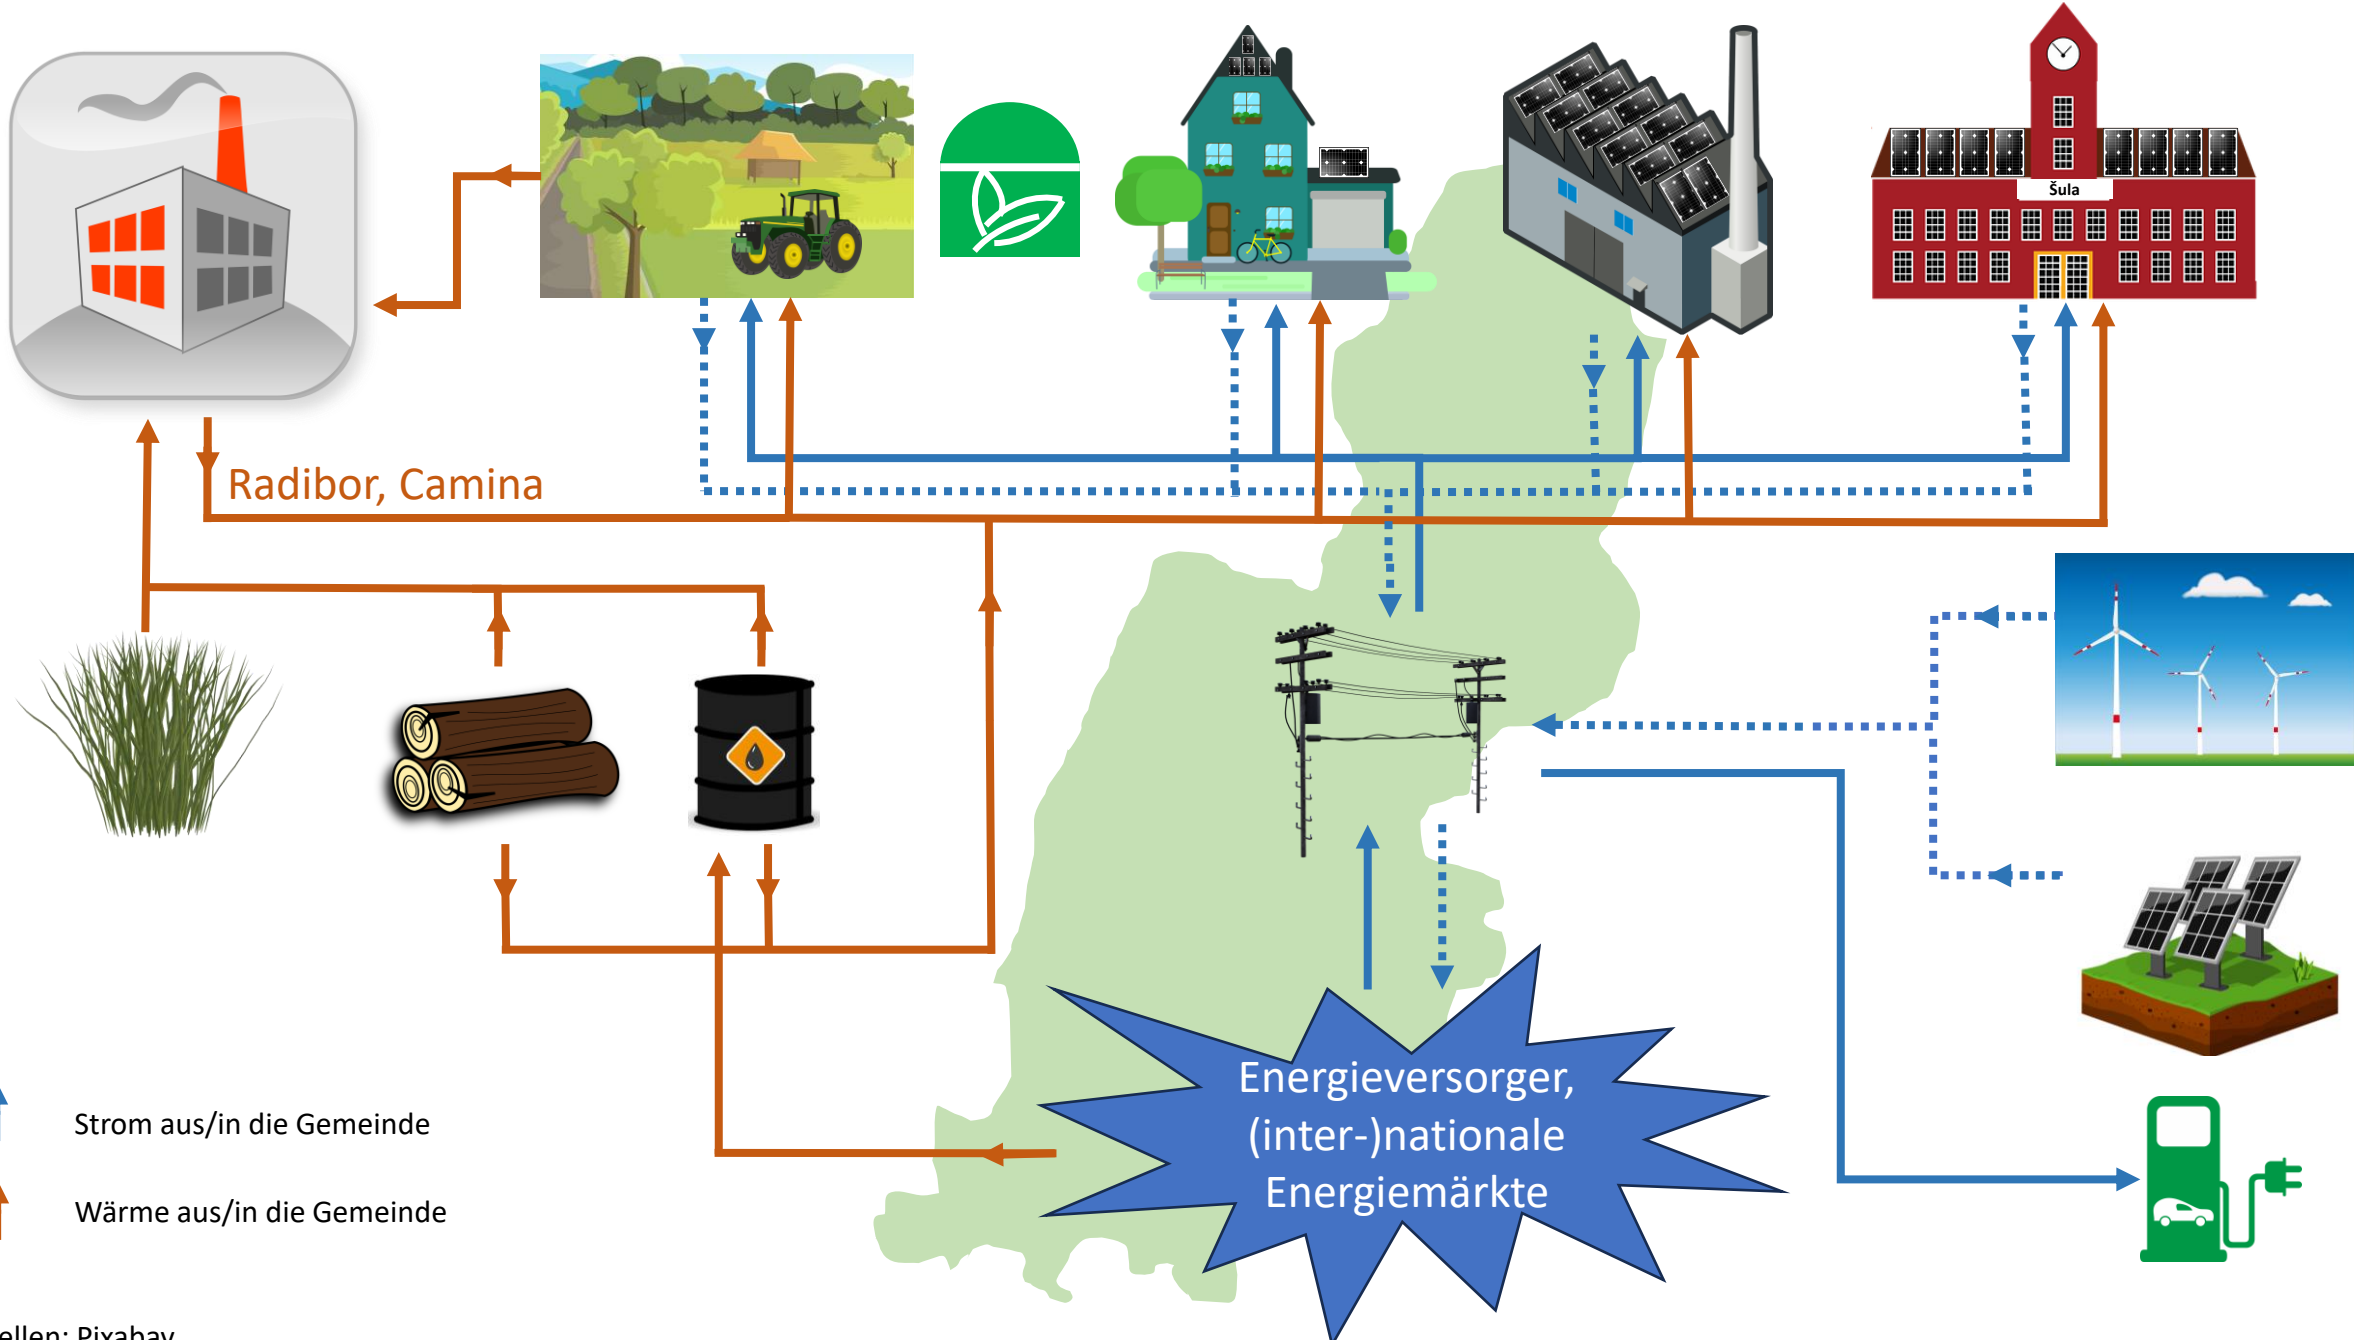 Šula
Radibor, Camina
Energieversorger,
(inter-)nationale
Energiemärkte
Strom aus/in die Gemeinde
Wärme aus/in die Gemeinde
ellen: Pixabay